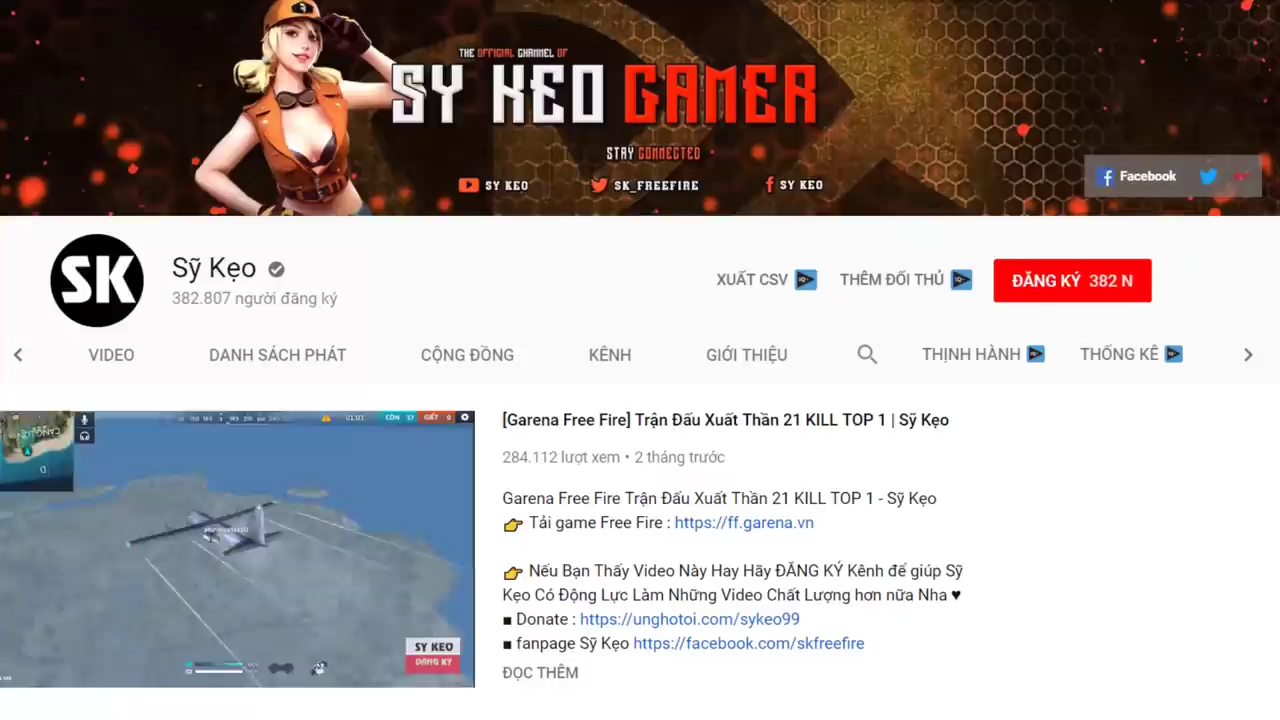 THE OFFICIAL CHANNEL OF
SY KEO GAMER
STAY CONNECTED
SY KEO
SK_FREEFIRE
SY KEO
Facebook
SK
Sỹ Kẹo
382.807 người đăng ký
XUẤT CSV
THÊM ĐỐI THỦ
ĐĂNG KÝ 382 N
VIDEO
DANH SÁCH PHÁT
CỘNG ĐỒNG
KÊNH
GIỚI THIỆU
THỊNH HÀNH
THỐNG KÊ
CÒN 37
GIẾT 0
[Garena Free Fire] Trận Đấu Xuất Thần 21 KILL TOP 1 | Sỹ Kẹo
284.112 lượt xem • 2 tháng trước
Garena Free Fire Trận Đấu Xuất Thần 21 KILL TOP 1 - Sỹ Kẹo
👉 Tải game Free Fire : https://ff.garena.vn
👉 Nếu Bạn Thấy Video Này Hay Hãy ĐĂNG KÝ Kênh để giúp Sỹ
Kẹo Có Động Lực Làm Những Video Chất Lượng hơn nữa Nha ♥
■ Donate : https://unghotoi.com/sykeo99
■ fanpage Sỹ Kẹo https://facebook.com/skfreefire
ĐỌC THÊM
SY KEO
ĐĂNG KÝ